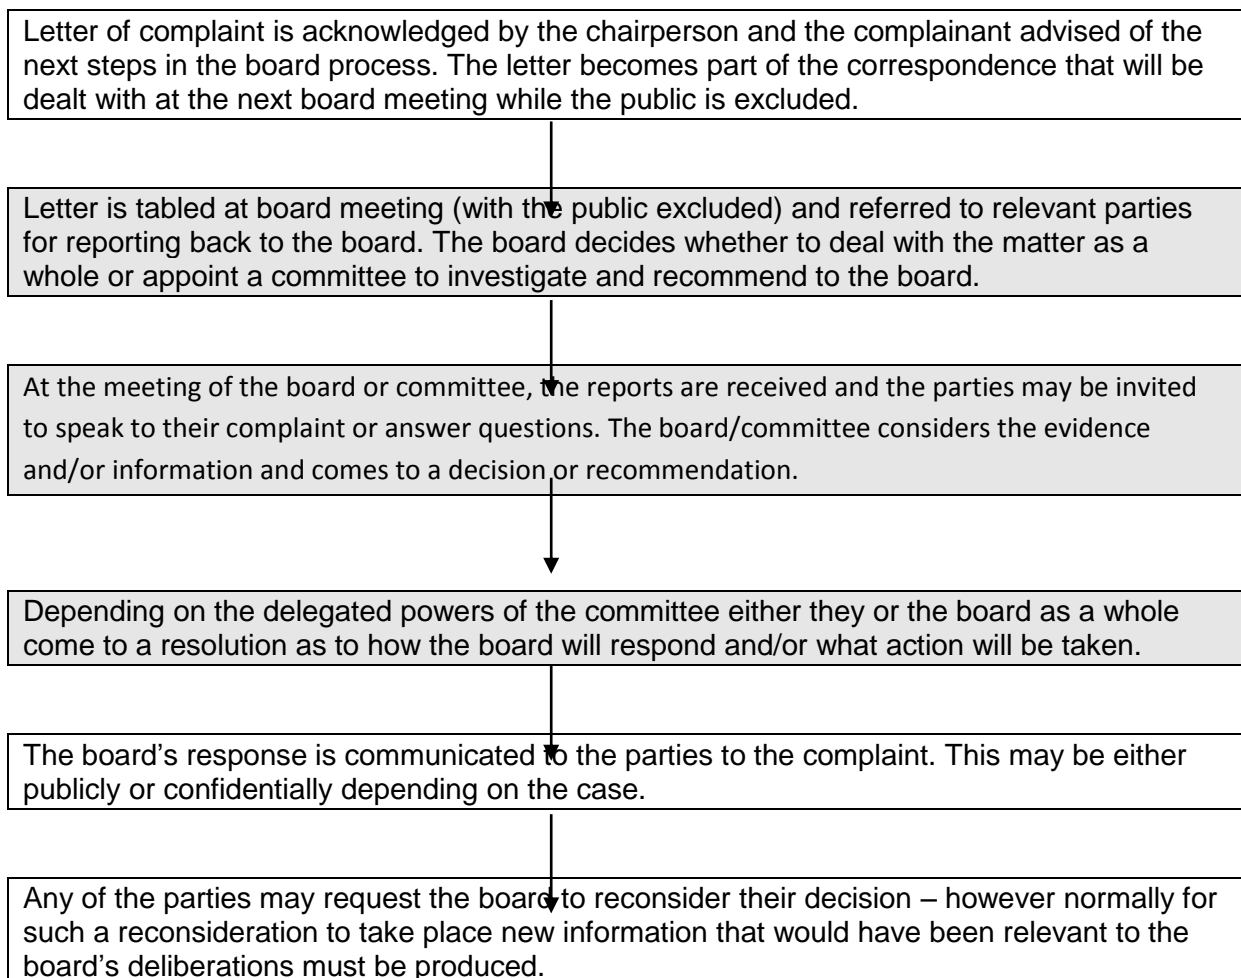 Letter of complaint is acknowledged by the chairperson and the complainant advised of the
next steps in the board process. The letter becomes part of the correspondence that will be
dealt with at the next board meeting while the public is excluded.
Letter is tabled at board meeting (with the public excluded) and referred to relevant parties
for reporting back to the board. The board decides whether to deal with the matter as a
whole or appoint a committee to investigate and recommend to the board.
At the meeting of the board or committee, the reports are received and the parties may be invited
to speak to their complaint or answer questions. The board/committee considers the evidence
and/or information and comes to a decision or recommendation.
Depending on the delegated powers of the committee either they or the board as a whole
come to a resolution as to how the board will respond and/or what action will be taken.
The board’s response is communicated to the parties to the complaint. This may be either
publicly or confidentially depending on the case.
Any of the parties may request the board to reconsider their decision – however normally for
such a reconsideration to take place new information that would have been relevant to the
board’s deliberations must be produced.